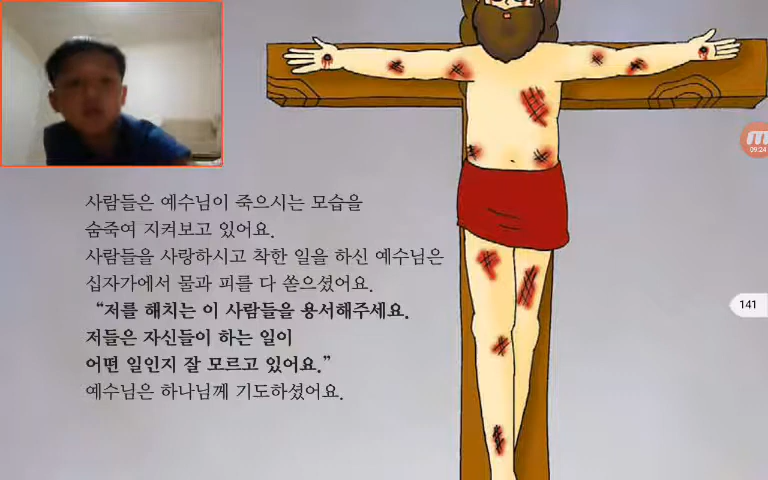 사람들은 예수님이 죽으시는 모습을
숨죽여 지켜보고 있어요.
사람들을 사랑하시고 착한 일을 하신 예수님은
십자가에서 물과 피를 다 쏟으셨어요.
“저를 해치는 이 사람들을 용서해주세요.
저들은 자신들이 하는 일이
어떤 일인지 잘 모르고 있어요.”
예수님은 하나님께 기도하셨어요.
09:24
141